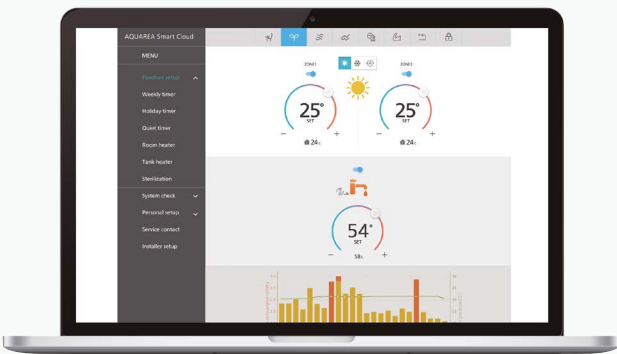 AQUAREA Smart Cloud
MENU
Function setup
Weekly timer
Holiday timer
Quiet timer
Room heater
Tank heater
Sterilization
System check
Personal setup
Service contact
Installer setup
ZONE1
ZONE2
25°
SET
- +
24
25°
SET
- +
24
54°
SET
- +
58